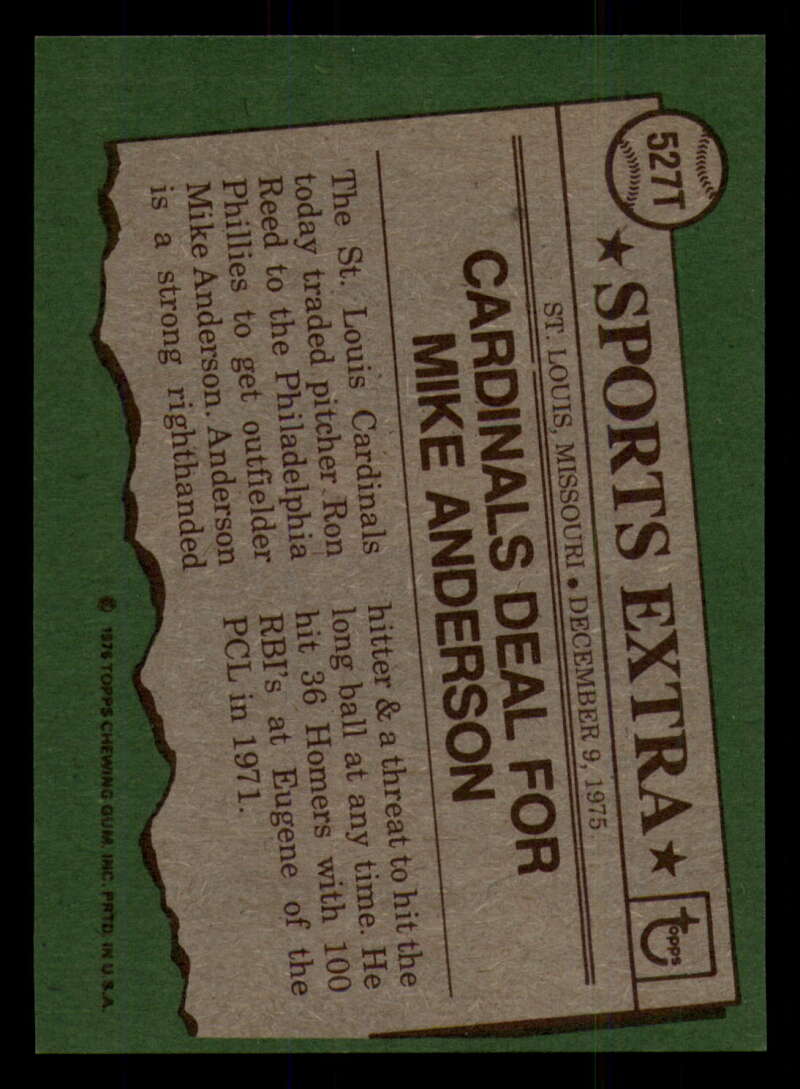 527T
★ SPORTS EXTRA ★
topps
ST. LOUIS, MISSOURI • DECEMBER 9, 1975
CARDINALS DEAL FOR
MIKE ANDERSON
The St. Louis Cardinals
today traded pitcher Ron
Reed to the Philadelphia
Phillies to get outfielder
Mike Anderson. Anderson
is a strong righthanded
hitter & a threat to hit the
long ball at any time. He
hit 36 Homers with 100
RBI's at Eugene of the
PCL in 1971.
© 1976 TOPPS CHEWING GUM, INC. PRTD. IN U.S.A.